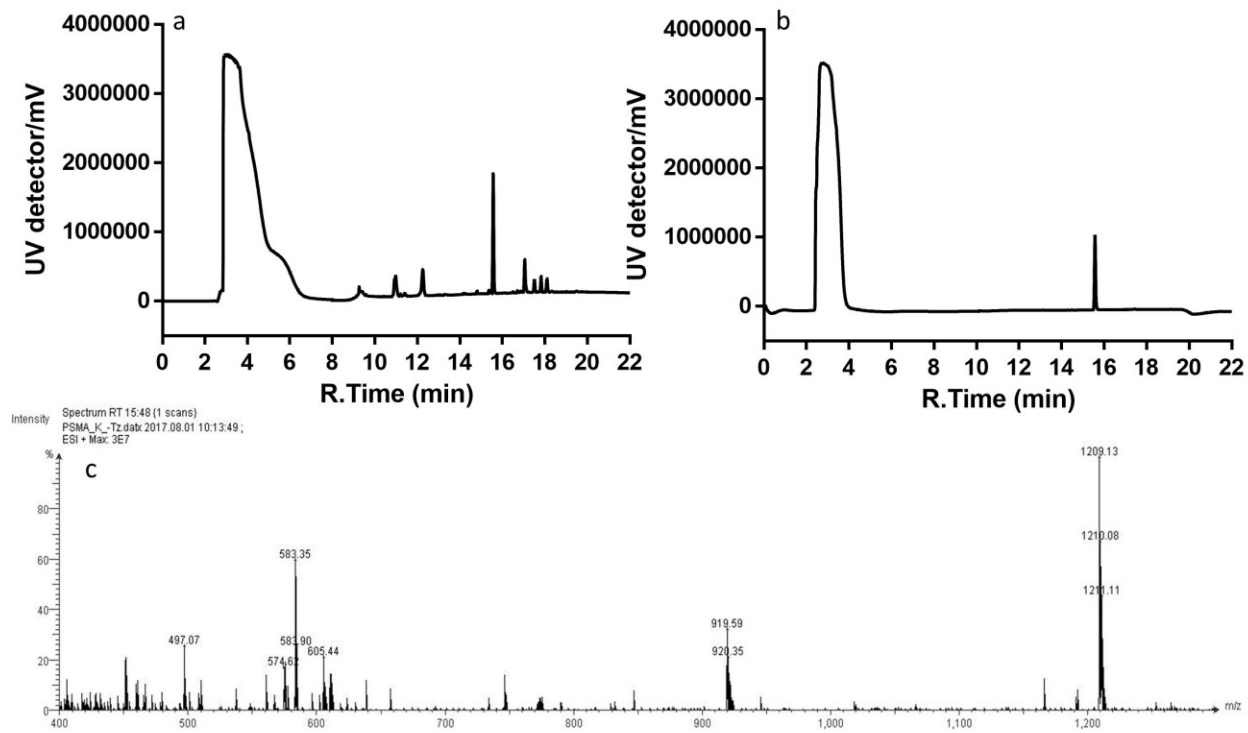 a
4000000
3000000
2000000
1000000
0
UV detector/mV
0 2 4 6 8 10 12 14 16 18 20 22
R.Time (min)
b
4000000
3000000
2000000
1000000
0
UV detector/mV
0 2 4 6 8 10 12 14 16 18 20 22
R.Time (min)
Intensity
Spectrum RT 15:48 (1 scans)
PSMA_K_-Tz.datx 2017.08.01 10:13:49 ;
ESI + Max: 3E7
%
c
80
60
40
20
0
1209.13
1210.08
1211.11
583.35
583.90
574.62
605.44
497.07
919.59
920.35
400 500 600 700 800 900 1,000 1,100 1,200
m/z